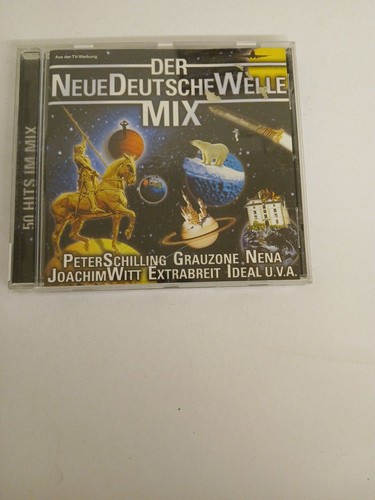 Aus der TV-Werbung
DER
NEUEDEUTSCHEWELLE
MIX
50 HITS IM MIX
PETERSCHILLING GRAUZONE NENA
JOACHIMWITT EXTRABREIT IDEAL U.V.A.